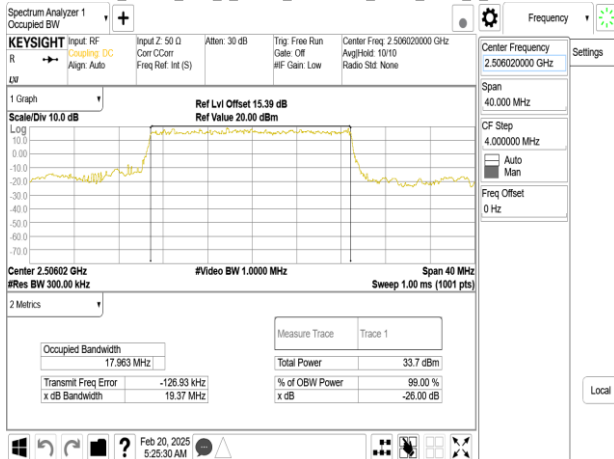 Spectrum Analyzer 1
Occupied BW
+
Frequency
KEYSIGHT
R
LXI
Input: RF
Coupling: DC
Align: Auto
Input Z: 50 Ω
Corr CCorr
Freq Ref: Int (S)
Atten: 30 dB
Trig: Free Run
Gate: Off
#IF Gain: Low
Center Freq: 2.506020000 GHz
Avg|Hold: 10/10
Radio Std: None
Center Frequency
2.506020000 GHz
Settings
Span
40.000 MHz
CF Step
4.000000 MHz
Auto
Man
Freq Offset
0 Hz
Local
1 Graph
Scale/Div 10.0 dB
Ref Lvl Offset 15.39 dB
Ref Value 20.00 dBm
Log
10.0
0.00
-10.0
-20.0
-30.0
-40.0
-50.0
-60.0
-70.0
Center 2.50602 GHz
#Res BW 300.00 kHz
#Video BW 1.0000 MHz
Span 40 MHz
Sweep 1.00 ms (1001 pts)
2 Metrics
Measure Trace Trace 1
Occupied Bandwidth
17.963 MHz
Total Power 33.7 dBm
Transmit Freq Error -126.93 kHz
% of OBW Power 99.00 %
x dB Bandwidth 19.37 MHz
x dB -26.00 dB
?
Feb 20, 2025
5:25:30 AM